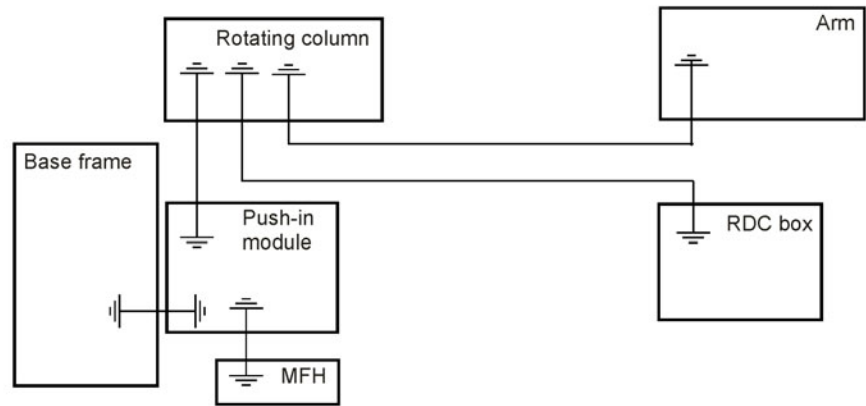 Rotating column
Arm
Base frame
Push-in
module
RDC box
MFH